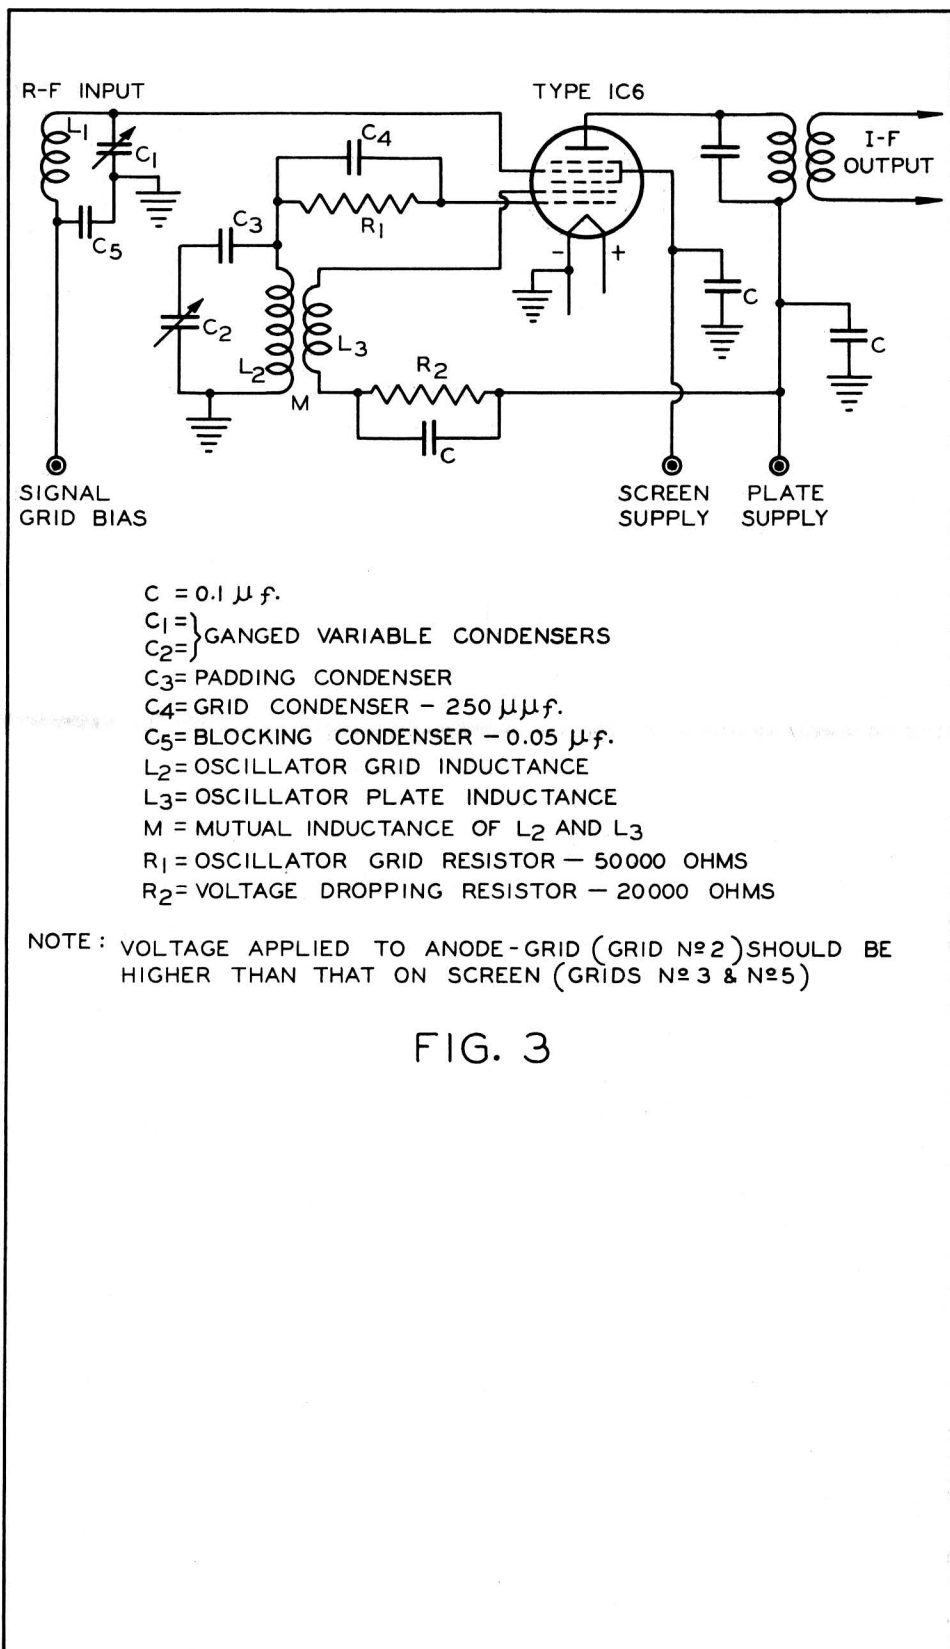 R-F INPUT
TYPE IC6
L1
C1
C4
I-F
OUTPUT
R1
C5
C3
- +
C
C2
L2
L3
C
R2
M
C
SIGNAL
GRID BIAS
SCREEN
SUPPLY
PLATE
SUPPLY
C = 0.1 μf.
C1=
C2= } GANGED VARIABLE CONDENSERS
C3= PADDING CONDENSER
C4= GRID CONDENSER – 250 μμf.
C5= BLOCKING CONDENSER – 0.05 μf.
L2= OSCILLATOR GRID INDUCTANCE
L3= OSCILLATOR PLATE INDUCTANCE
M = MUTUAL INDUCTANCE OF L2 AND L3
R1 = OSCILLATOR GRID RESISTOR – 50000 OHMS
R2= VOLTAGE DROPPING RESISTOR – 20000 OHMS
NOTE: VOLTAGE APPLIED TO ANODE-GRID (GRID Nº 2) SHOULD BE
HIGHER THAN THAT ON SCREEN (GRIDS Nº 3 & Nº 5)
FIG. 3